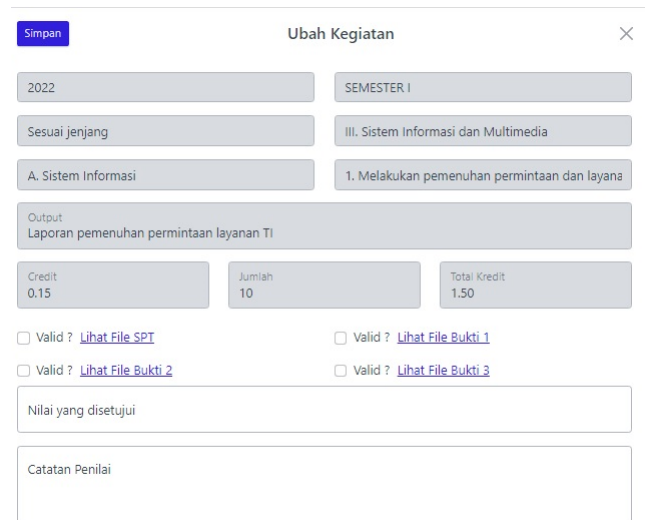 Simpan
Ubah Kegiatan
2022
SEMESTER I
Sesuai jenjang
III. Sistem Informasi dan Multimedia
A. Sistem Informasi
1. Melakukan pemenuhan permintaan dan layana
Output
Laporan pemenuhan permintaan layanan TI
Credit
0.15
Jumlah
10
Total Kredit
1.50
Valid ? Lihat File SPT
Valid ? Lihat File Bukti 1
Valid ? Lihat File Bukti 2
Valid ? Lihat File Bukti 3
Nilai yang disetujui
Catatan Penilai